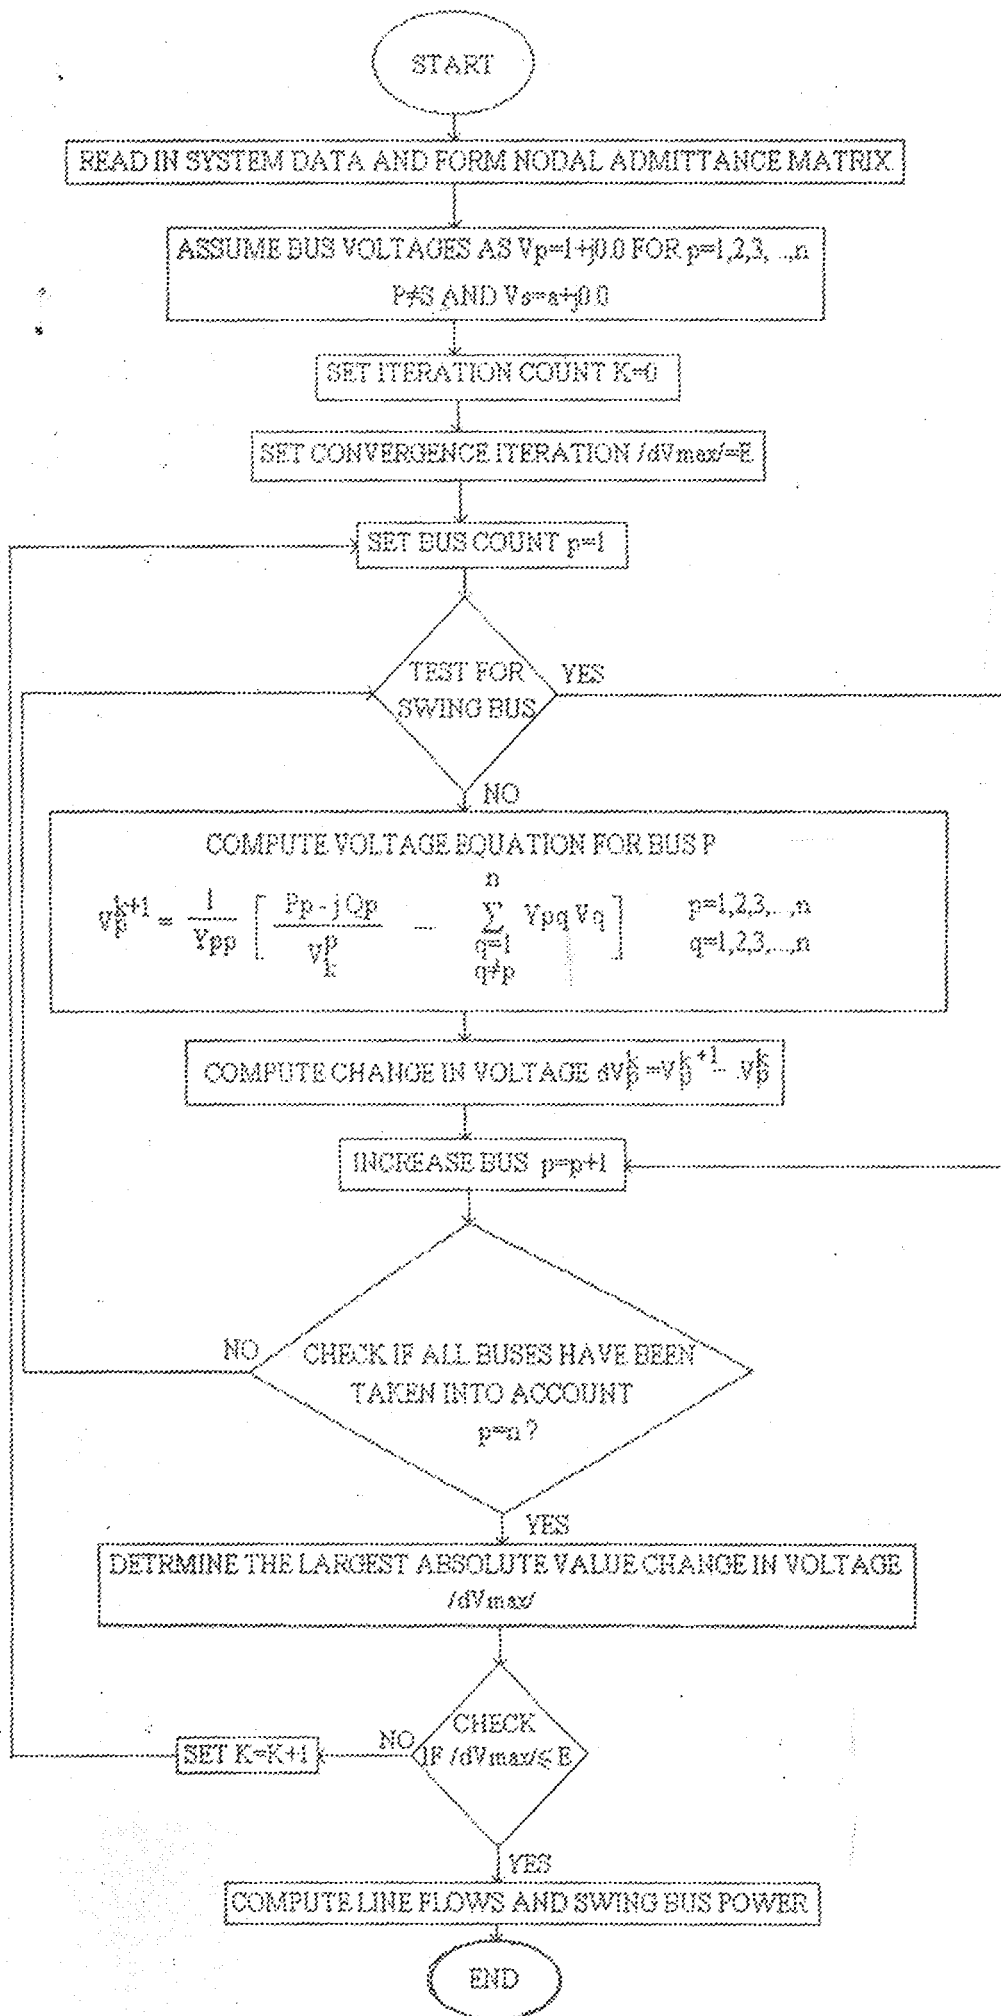 START
READ IN SYSTEM DATA AND FORM NODAL ADMITTANCE MATRIX
ASSUME BUS VOLTAGES AS Vp=1+j0.0 FOR p=1,2,3, ..,n
P≠S AND Vs=a+j0.0
SET ITERATION COUNT K=0
SET CONVERGENCE ITERATION /dVmax/=E
SET BUS COUNT p=1
TEST FOR
SWING BUS
YES
NO
COMPUTE VOLTAGE EQUATION FOR BUS P
Vp^k+1 = 1/Ypp [ Pp - jQp / V^p_k - n Σ q=1 q≠p Ypq Vq ] p=1,2,3,...,n
q=1,2,3,...,n
COMPUTE CHANGE IN VOLTAGE dVp^k = Vp^k+1 - Vp^k
INCREASE BUS p=p+1
NO
CHECK IF ALL BUSES HAVE BEEN
TAKEN INTO ACCOUNT
p=n ?
YES
DETRMINE THE LARGEST ABSOLUTE VALUE CHANGE IN VOLTAGE
/dVmax/
CHECK
IF /dVmax/≤ E
NO
SET K=K+1
YES
COMPUTE LINE FLOWS AND SWING BUS POWER
END